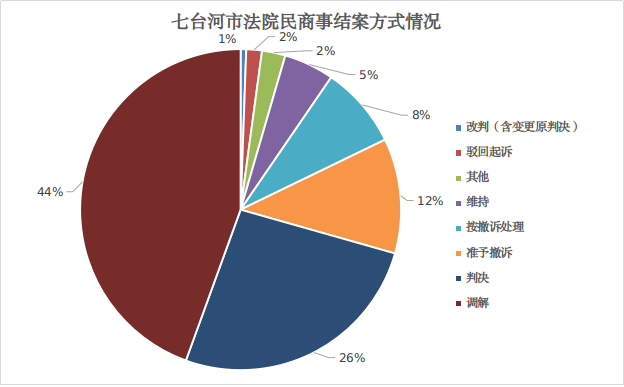 七台河市法院民商事结案方式情况
1%
2%
2%
5%
8%
12%
26%
44%
改判（含变更原判决）
驳回起诉
其他
维持
按撤诉处理
准予撤诉
判决
调解